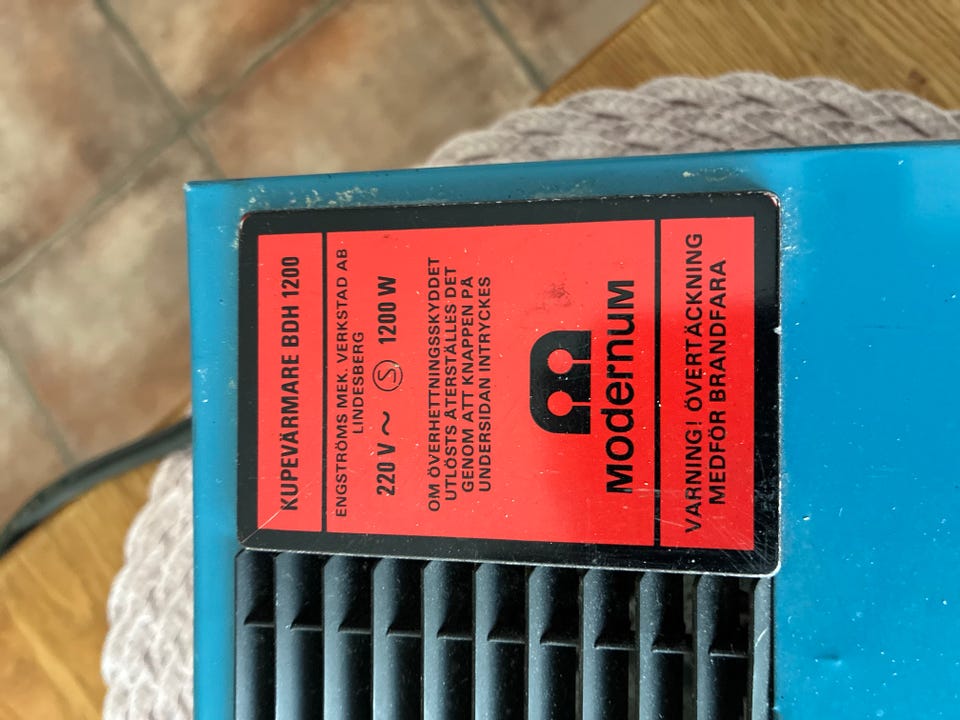 KUPEVÄRMARE BDH 1200
ENGSTRÖMS MEK. VERKSTAD AB
LINDESBERG
220 V ~ Ⓢ 1200 W
OM ÖVERHETTNINGSSKYDDET
UTLÖSTS ÅTERSTÄLLES DET
GENOM ATT KNAPPEN PÅ
UNDERSIDAN INTRYCKES
m
modernum
VARNING! ÖVERTÄCKNING
MEDFÖR BRANDFARA